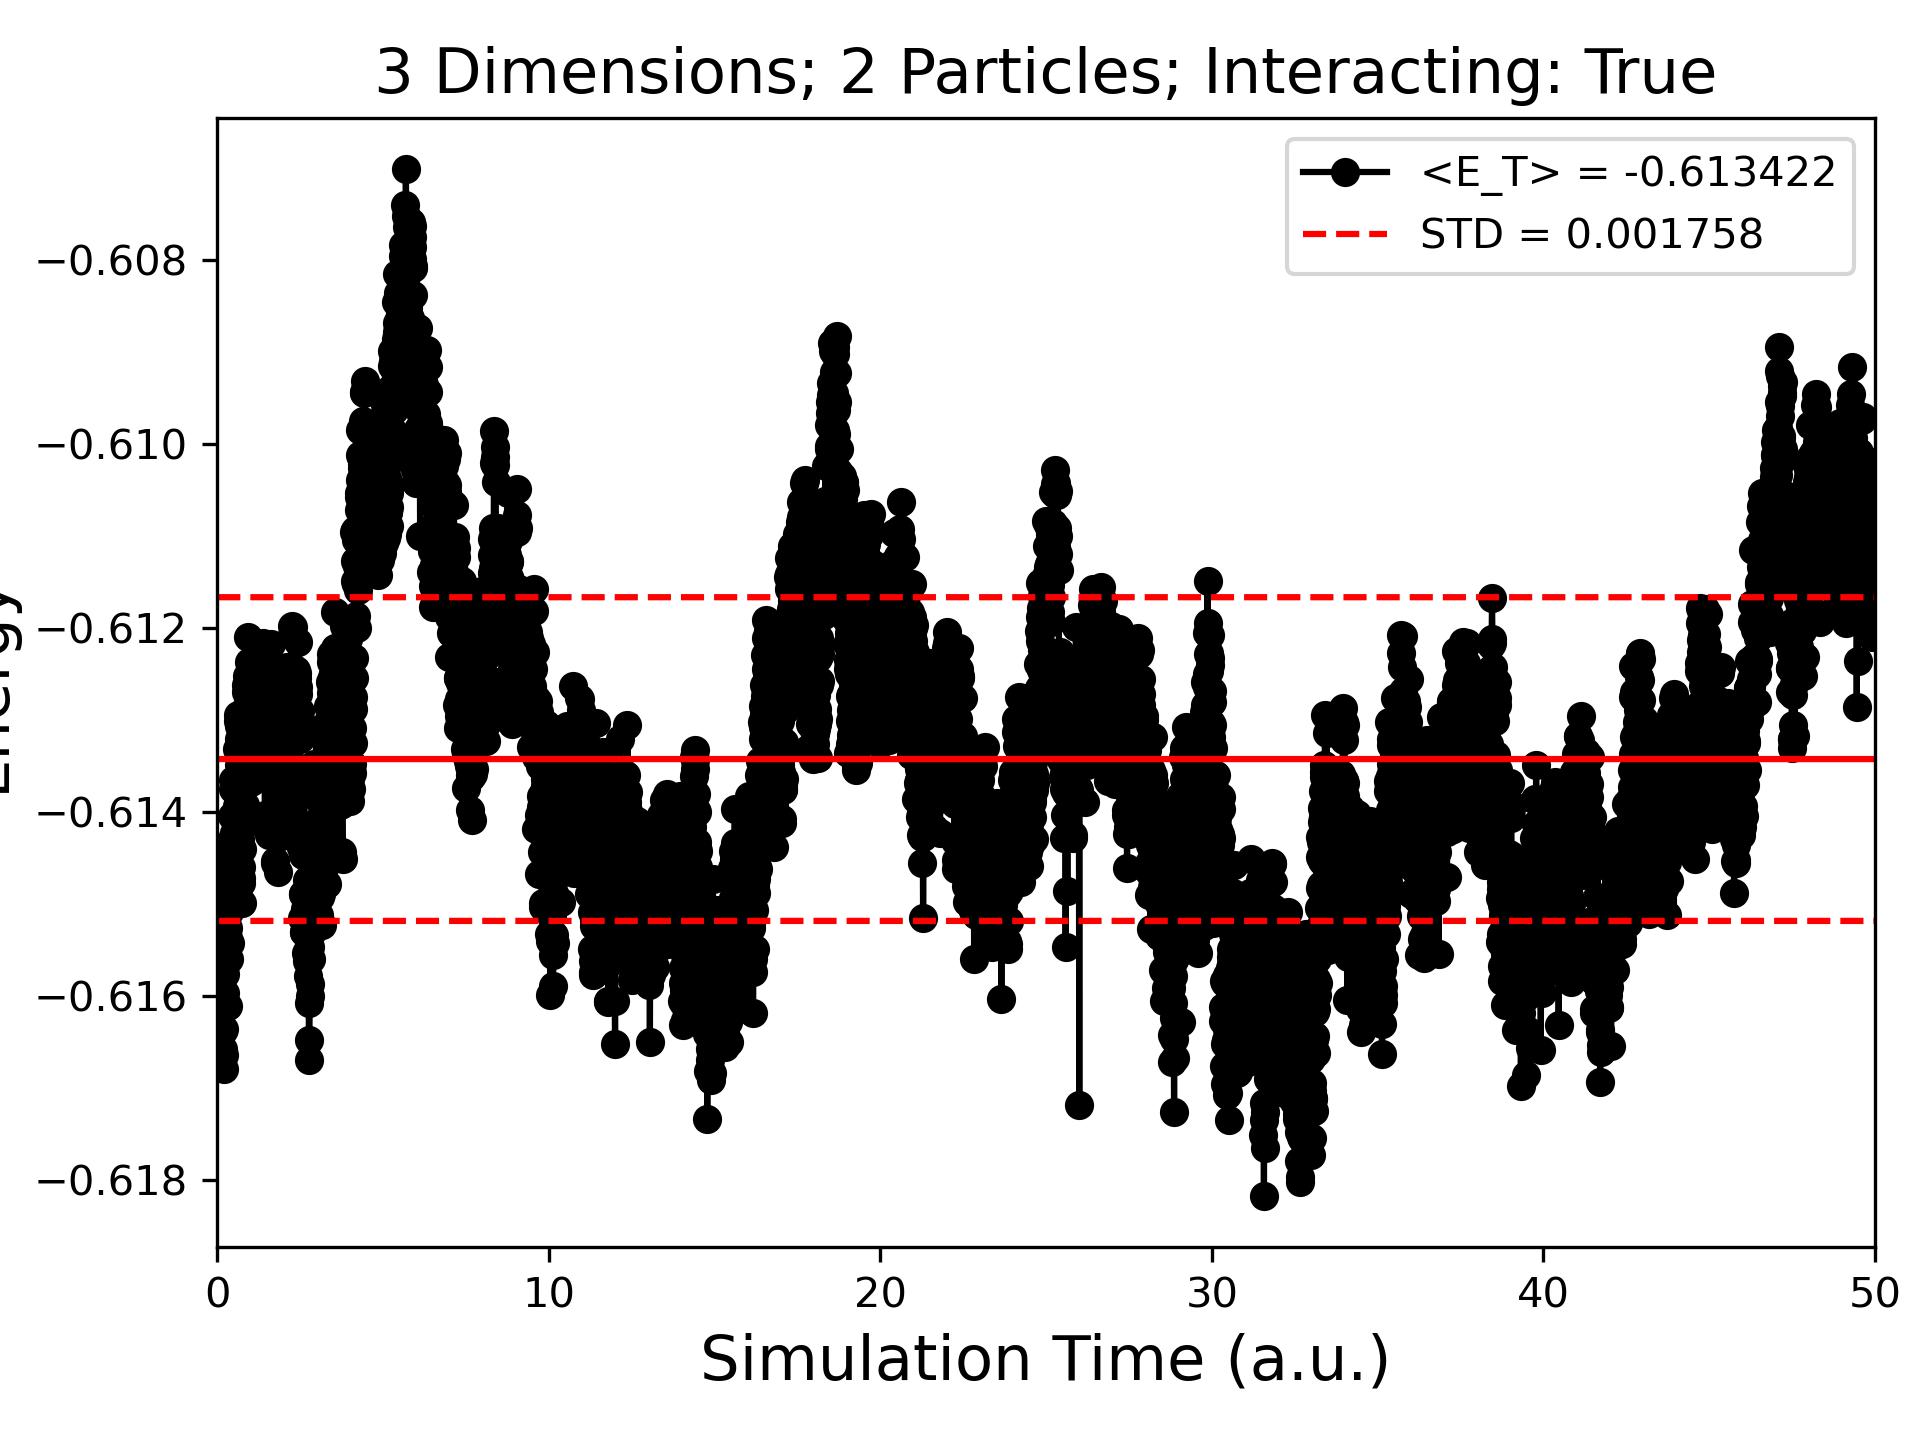 3 Dimensions; 2 Particles; Interacting: True
<E_T> = -0.613422
STD = 0.001758
−0.608
−0.610
−0.612
−0.614
−0.616
−0.618
Energy
0 10 20 30 40 50
Simulation Time (a.u.)